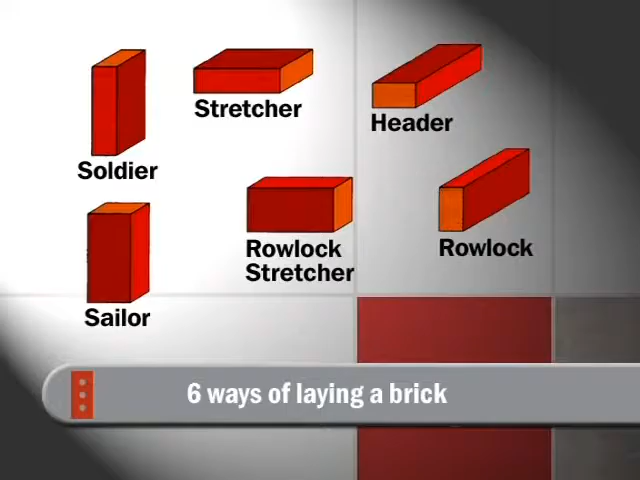 Soldier
Stretcher
Header
Sailor
Rowlock
Stretcher
Rowlock
6 ways of laying a brick